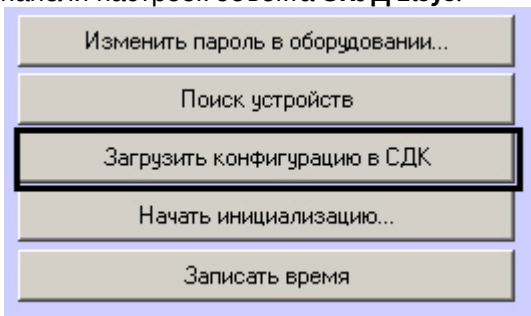 Изменить пароль в оборудовании...
Поиск устройств
Загрузить конфигурацию в СДК
Начать инициализацию...
Записать время